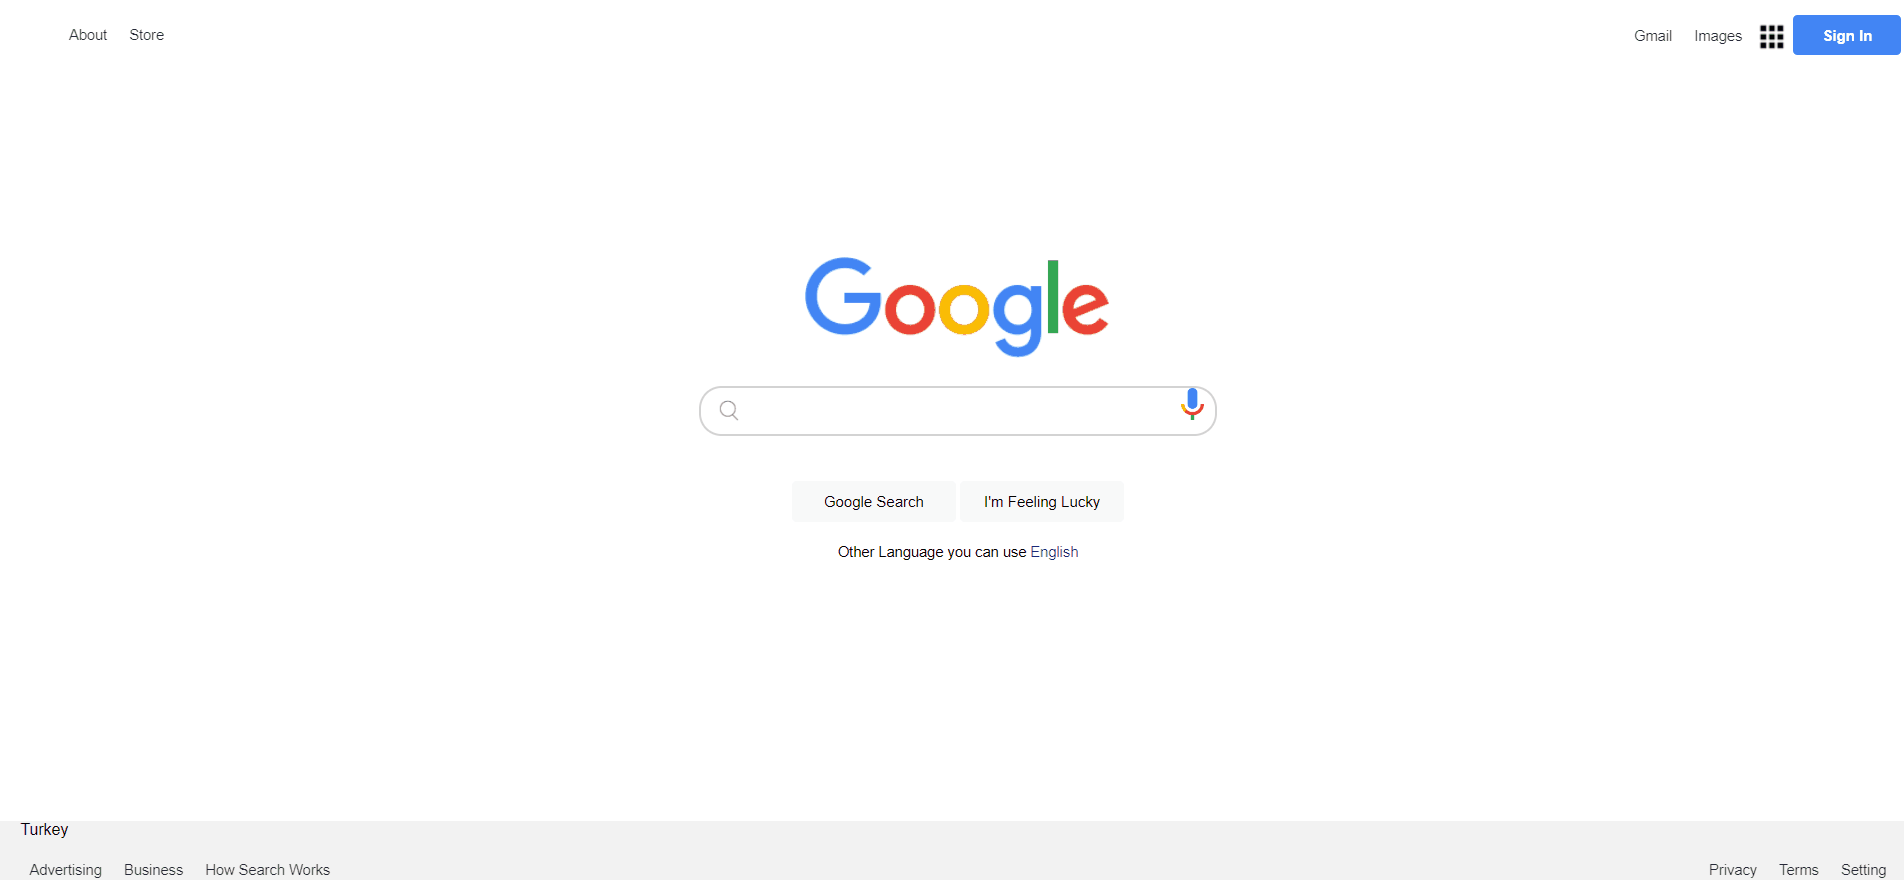 About Store
Gmail Images Sign In
Google
Google Search I'm Feeling Lucky
Other Language you can use English
Turkey
Advertising Business How Search Works
Privacy Terms Setting